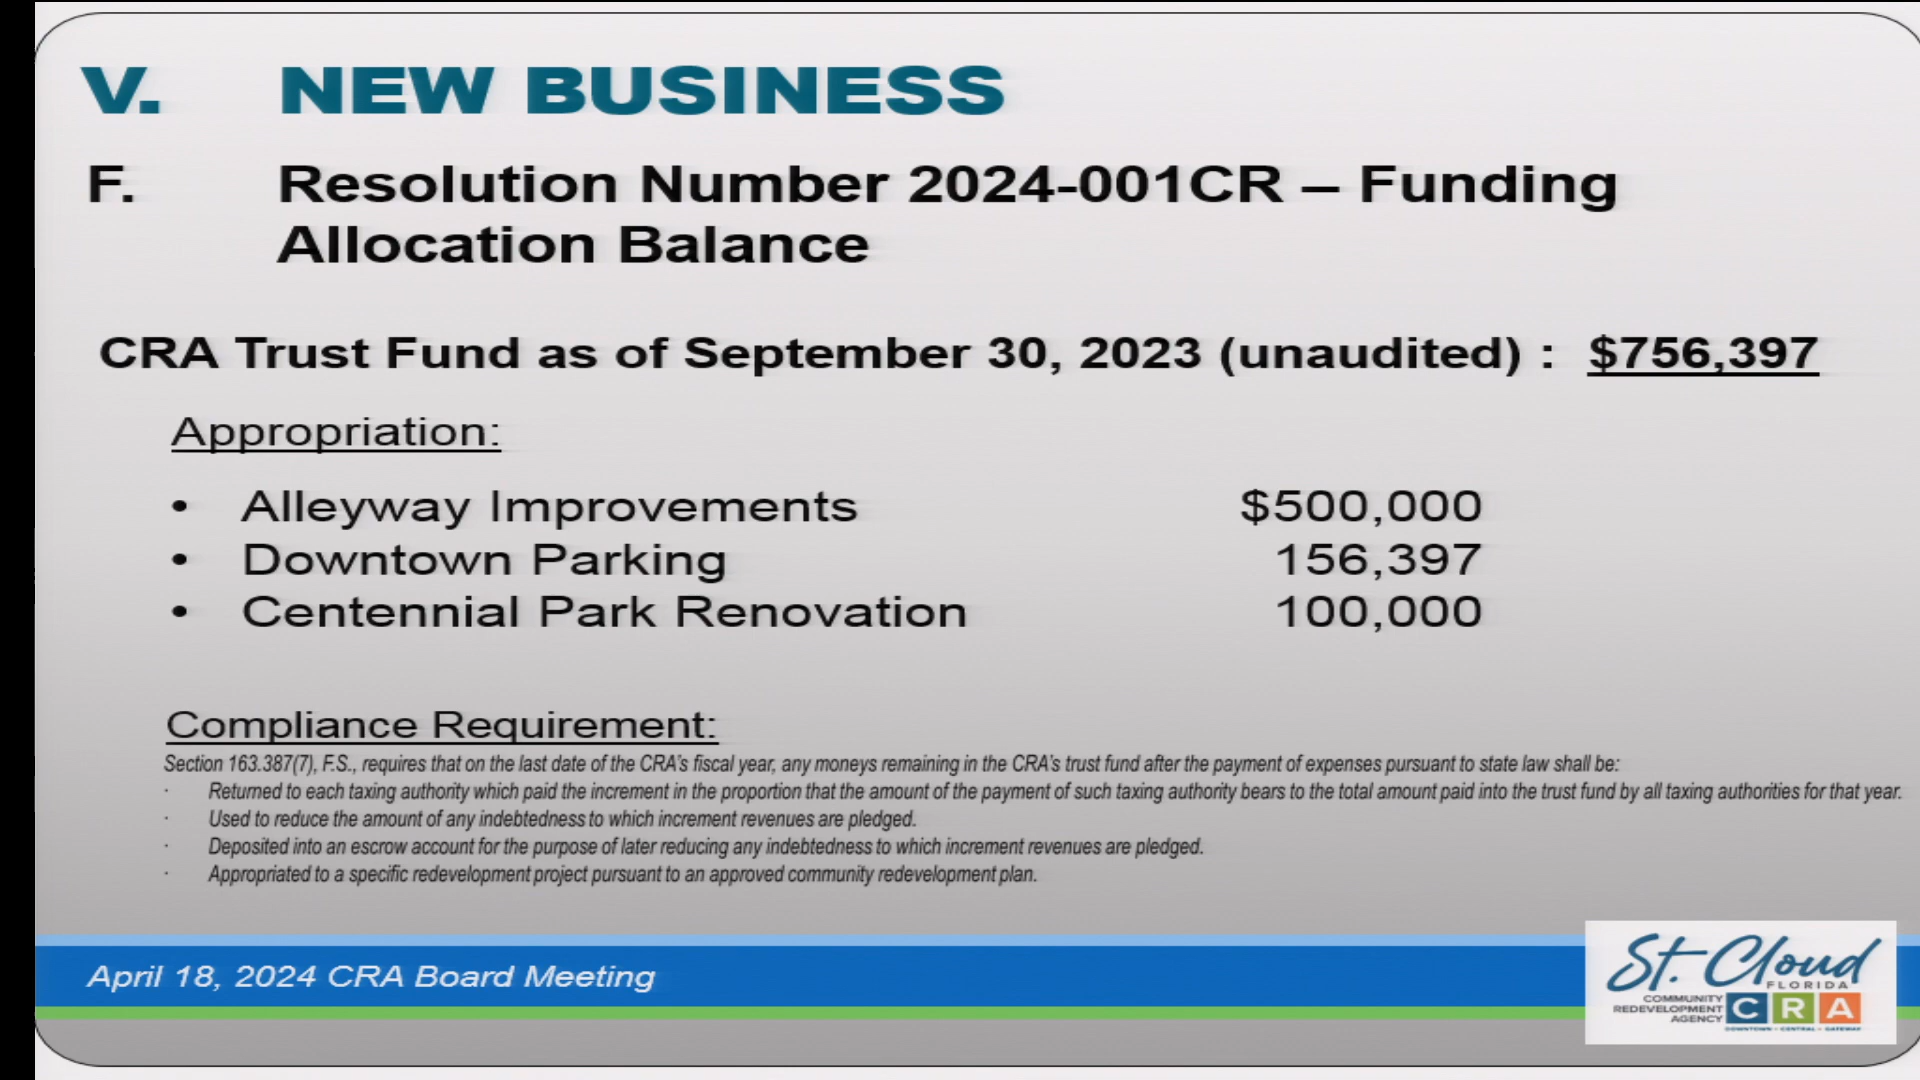 V. NEW BUSINESS
F. Resolution Number 2024-001CR – Funding
Allocation Balance
CRA Trust Fund as of September 30, 2023 (unaudited) : $756,397
Appropriation:
• Alleyway Improvements $500,000
• Downtown Parking 156,397
• Centennial Park Renovation 100,000
Compliance Requirement:
Section 163.387(7), F.S., requires that on the last date of the CRA's fiscal year, any moneys remaining in the CRA's trust fund after the payment of expenses pursuant to state law shall be:
· Returned to each taxing authority which paid the increment in the proportion that the amount of the payment of such taxing authority bears to the total amount paid into the trust fund by all taxing authorities for that year.
· Used to reduce the amount of any indebtedness to which increment revenues are pledged.
· Deposited into an escrow account for the purpose of later reducing any indebtedness to which increment revenues are pledged.
· Appropriated to a specific redevelopment project pursuant to an approved community redevelopment plan.
April 18, 2024 CRA Board Meeting
St. Cloud
FLORIDA
COMMUNITY
REDEVELOPMENT
AGENCY
CRA
DOWNTOWN • CENTRAL • GATEWAY